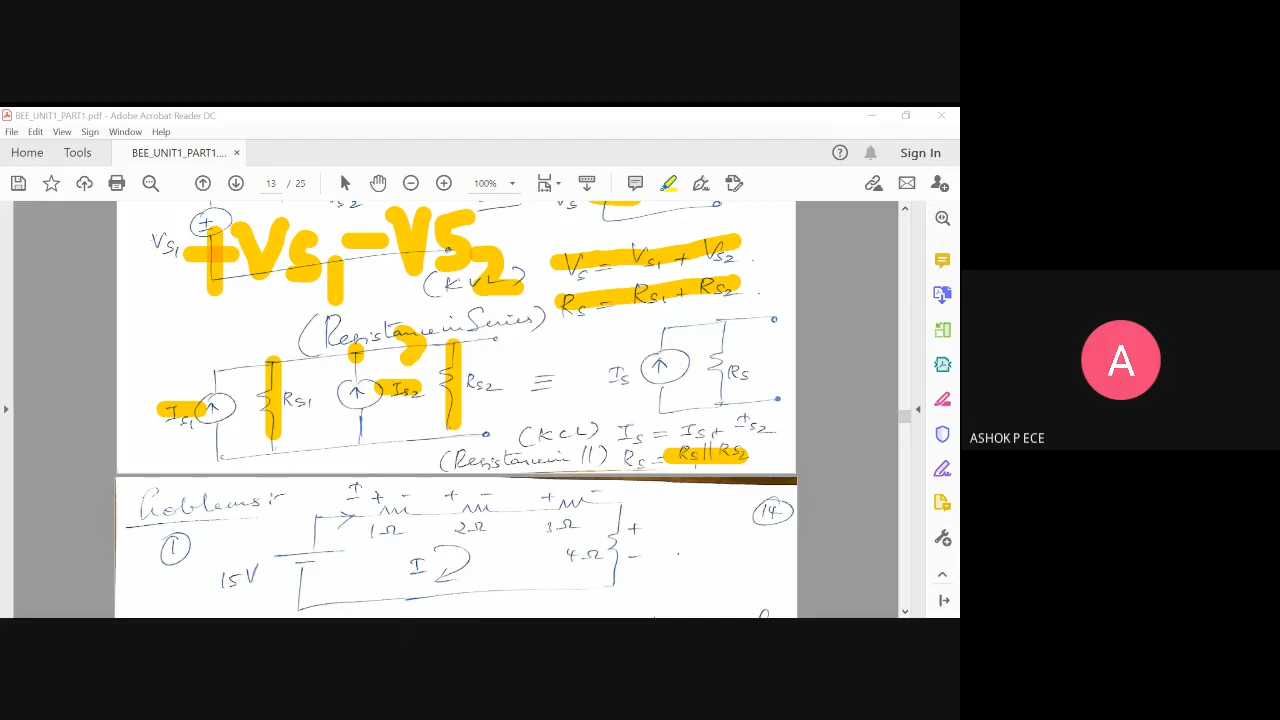 BEE_UNIT1_PART1.pdf - Adobe Acrobat Reader DC
File Edit View Sign Window Help
Home Tools BEE_UNIT1_PART1.... × Sign In
13 / 25 100%
Vs1
+Vs1 -Vs2
(KVL)
Vs = Vs1 + Vs2
Rs = Rs1 + Rs2
(Resistance in Series)
Is1 Rs1 Is2 Rs2 ≡ Is Rs
(KCL) Is = Is1 + Is2
(Resistance in ||) Rs = Rs1 || Rs2
Problems:-
(1)
(14)
I + - + - + -
1Ω 2Ω 3Ω
4Ω + -
15V I
A
ASHOK P ECE